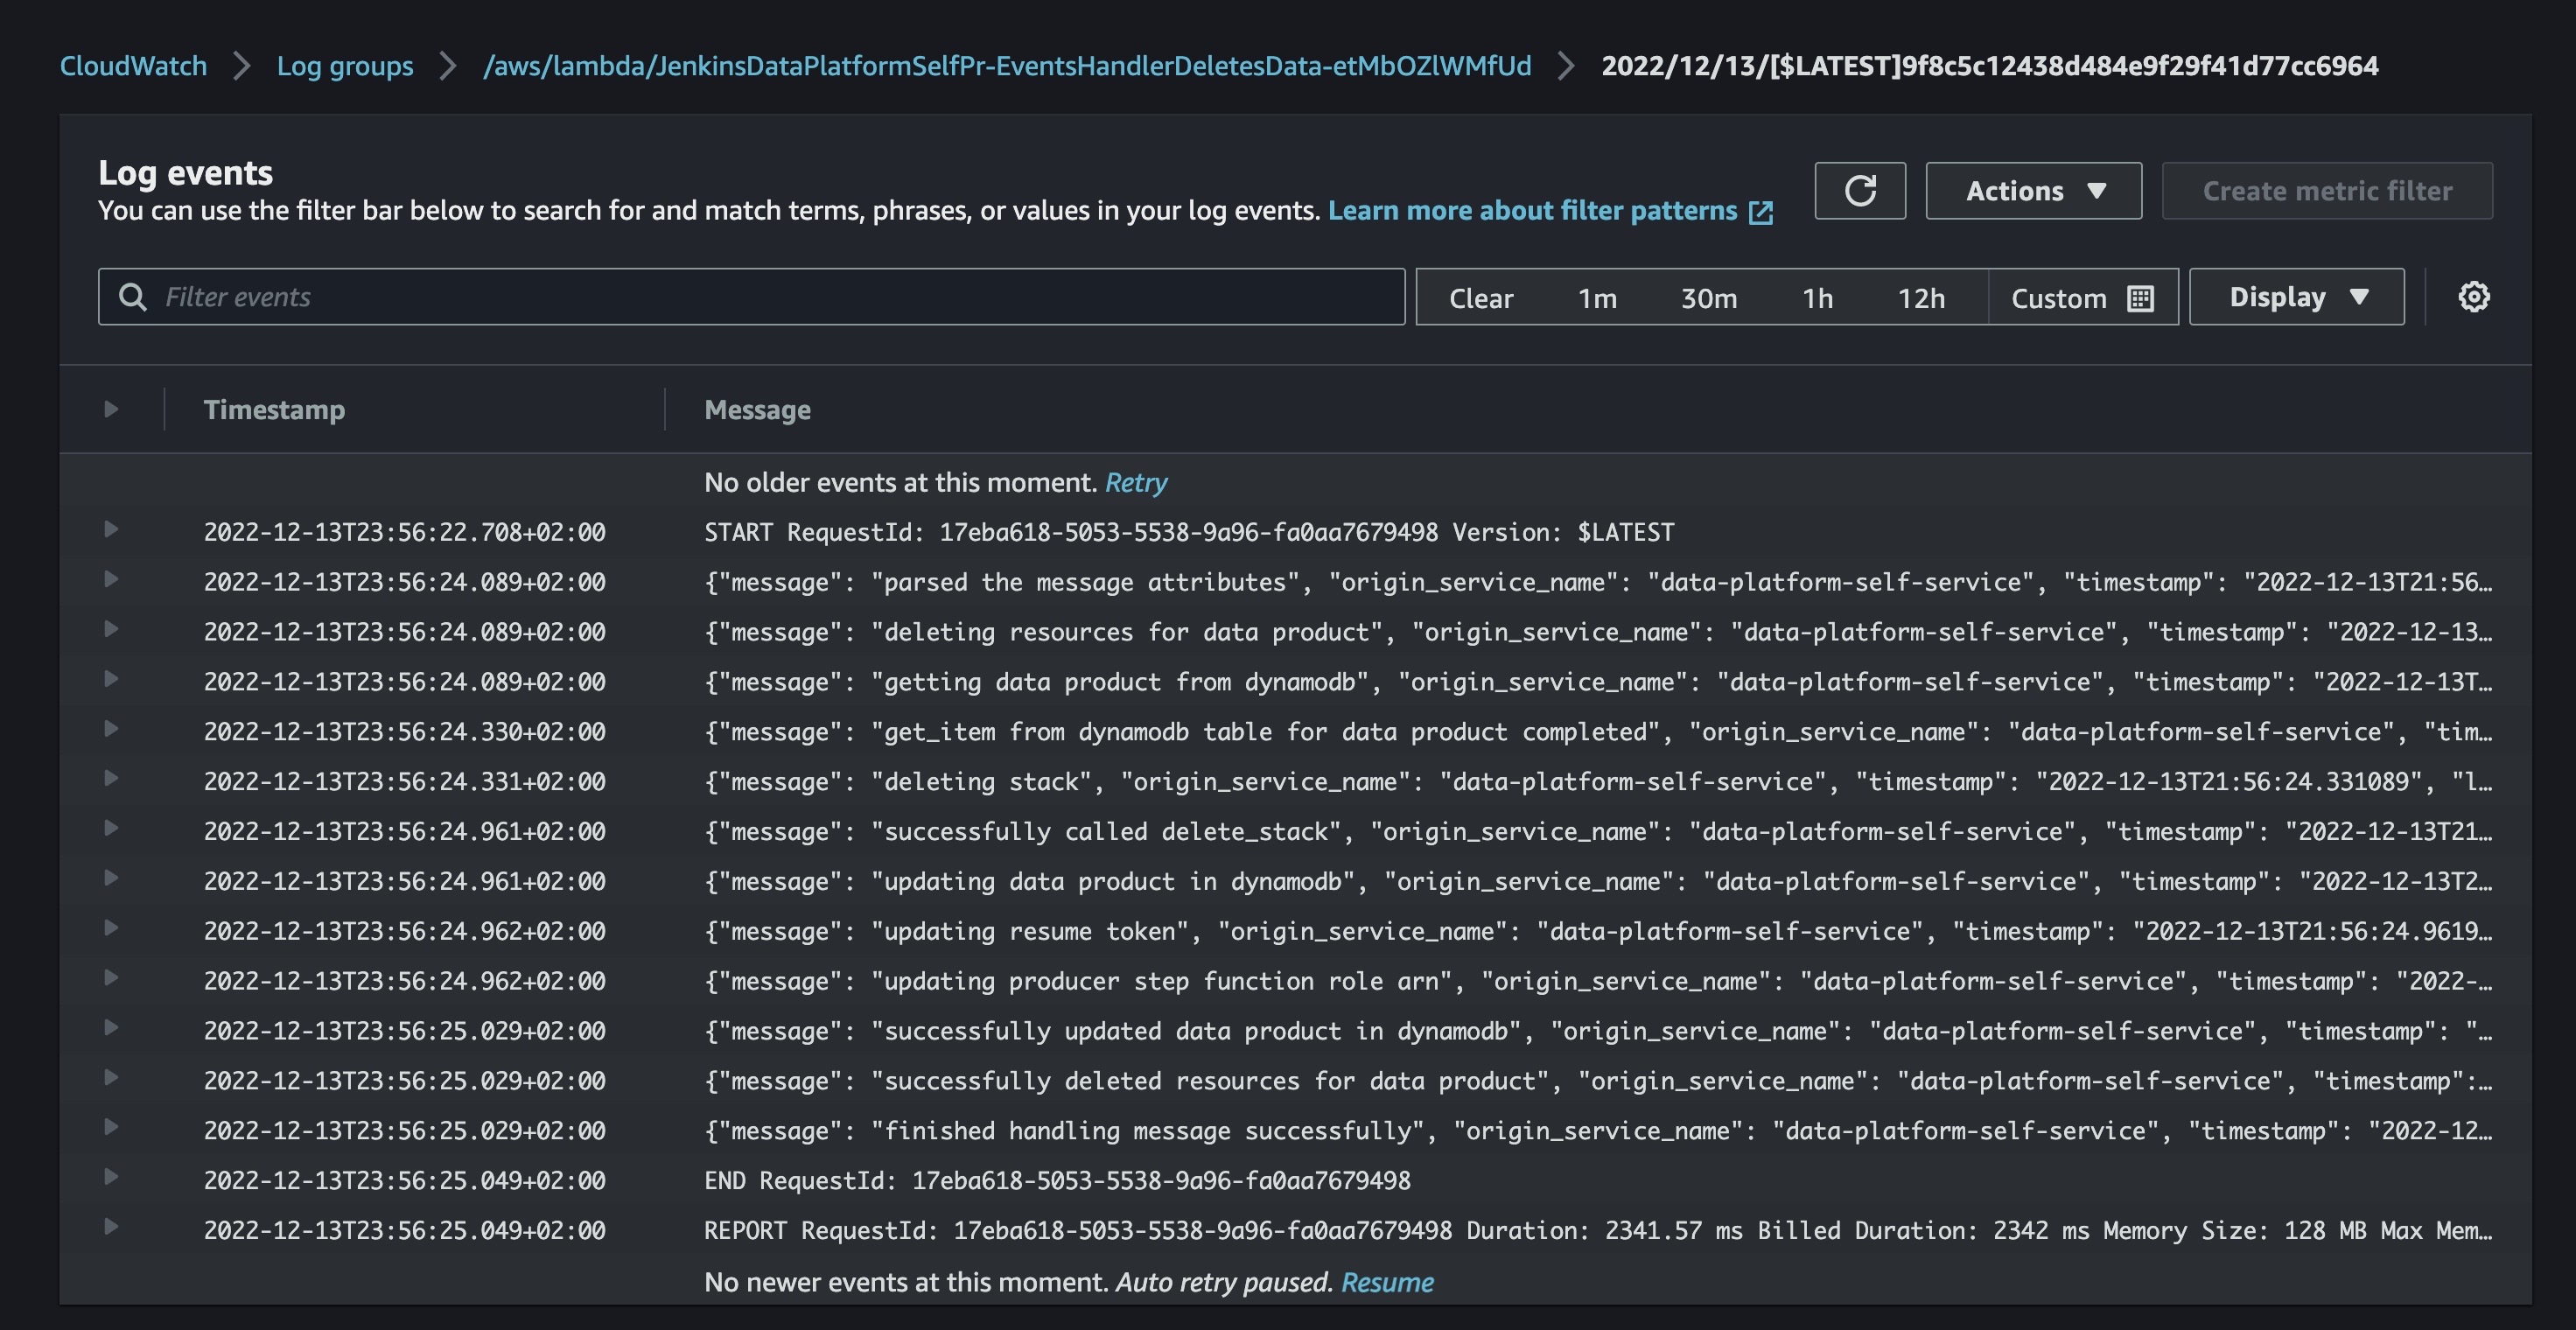 CloudWatch > Log groups > /aws/lambda/JenkinsDataPlatformSelfPr-EventsHandlerDeletesData-etMbOZlWMfUd > 2022/12/13/[$LATEST]9f8c5c12438d484e9f29f41d77cc6964
Log events
You can use the filter bar below to search for and match terms, phrases, or values in your log events. Learn more about filter patterns
Actions
Create metric filter
Filter events
Clear 1m 30m 1h 12h Custom Display
Timestamp Message
No older events at this moment. Retry
2022-12-13T23:56:22.708+02:00 START RequestId: 17eba618-5053-5538-9a96-fa0aa7679498 Version: $LATEST
2022-12-13T23:56:24.089+02:00 {"message": "parsed the message attributes", "origin_service_name": "data-platform-self-service", "timestamp": "2022-12-13T21:56…
2022-12-13T23:56:24.089+02:00 {"message": "deleting resources for data product", "origin_service_name": "data-platform-self-service", "timestamp": "2022-12-13…
2022-12-13T23:56:24.089+02:00 {"message": "getting data product from dynamodb", "origin_service_name": "data-platform-self-service", "timestamp": "2022-12-13T…
2022-12-13T23:56:24.330+02:00 {"message": "get_item from dynamodb table for data product completed", "origin_service_name": "data-platform-self-service", "tim…
2022-12-13T23:56:24.331+02:00 {"message": "deleting stack", "origin_service_name": "data-platform-self-service", "timestamp": "2022-12-13T21:56:24.331089", "l…
2022-12-13T23:56:24.961+02:00 {"message": "successfully called delete_stack", "origin_service_name": "data-platform-self-service", "timestamp": "2022-12-13T21…
2022-12-13T23:56:24.961+02:00 {"message": "updating data product in dynamodb", "origin_service_name": "data-platform-self-service", "timestamp": "2022-12-13T2…
2022-12-13T23:56:24.962+02:00 {"message": "updating resume token", "origin_service_name": "data-platform-self-service", "timestamp": "2022-12-13T21:56:24.9619…
2022-12-13T23:56:24.962+02:00 {"message": "updating producer step function role arn", "origin_service_name": "data-platform-self-service", "timestamp": "2022-…
2022-12-13T23:56:25.029+02:00 {"message": "successfully updated data product in dynamodb", "origin_service_name": "data-platform-self-service", "timestamp": "…
2022-12-13T23:56:25.029+02:00 {"message": "successfully deleted resources for data product", "origin_service_name": "data-platform-self-service", "timestamp":…
2022-12-13T23:56:25.029+02:00 {"message": "finished handling message successfully", "origin_service_name": "data-platform-self-service", "timestamp": "2022-12…
2022-12-13T23:56:25.049+02:00 END RequestId: 17eba618-5053-5538-9a96-fa0aa7679498
2022-12-13T23:56:25.049+02:00 REPORT RequestId: 17eba618-5053-5538-9a96-fa0aa7679498 Duration: 2341.57 ms Billed Duration: 2342 ms Memory Size: 128 MB Max Mem…
No newer events at this moment. Auto retry paused. Resume